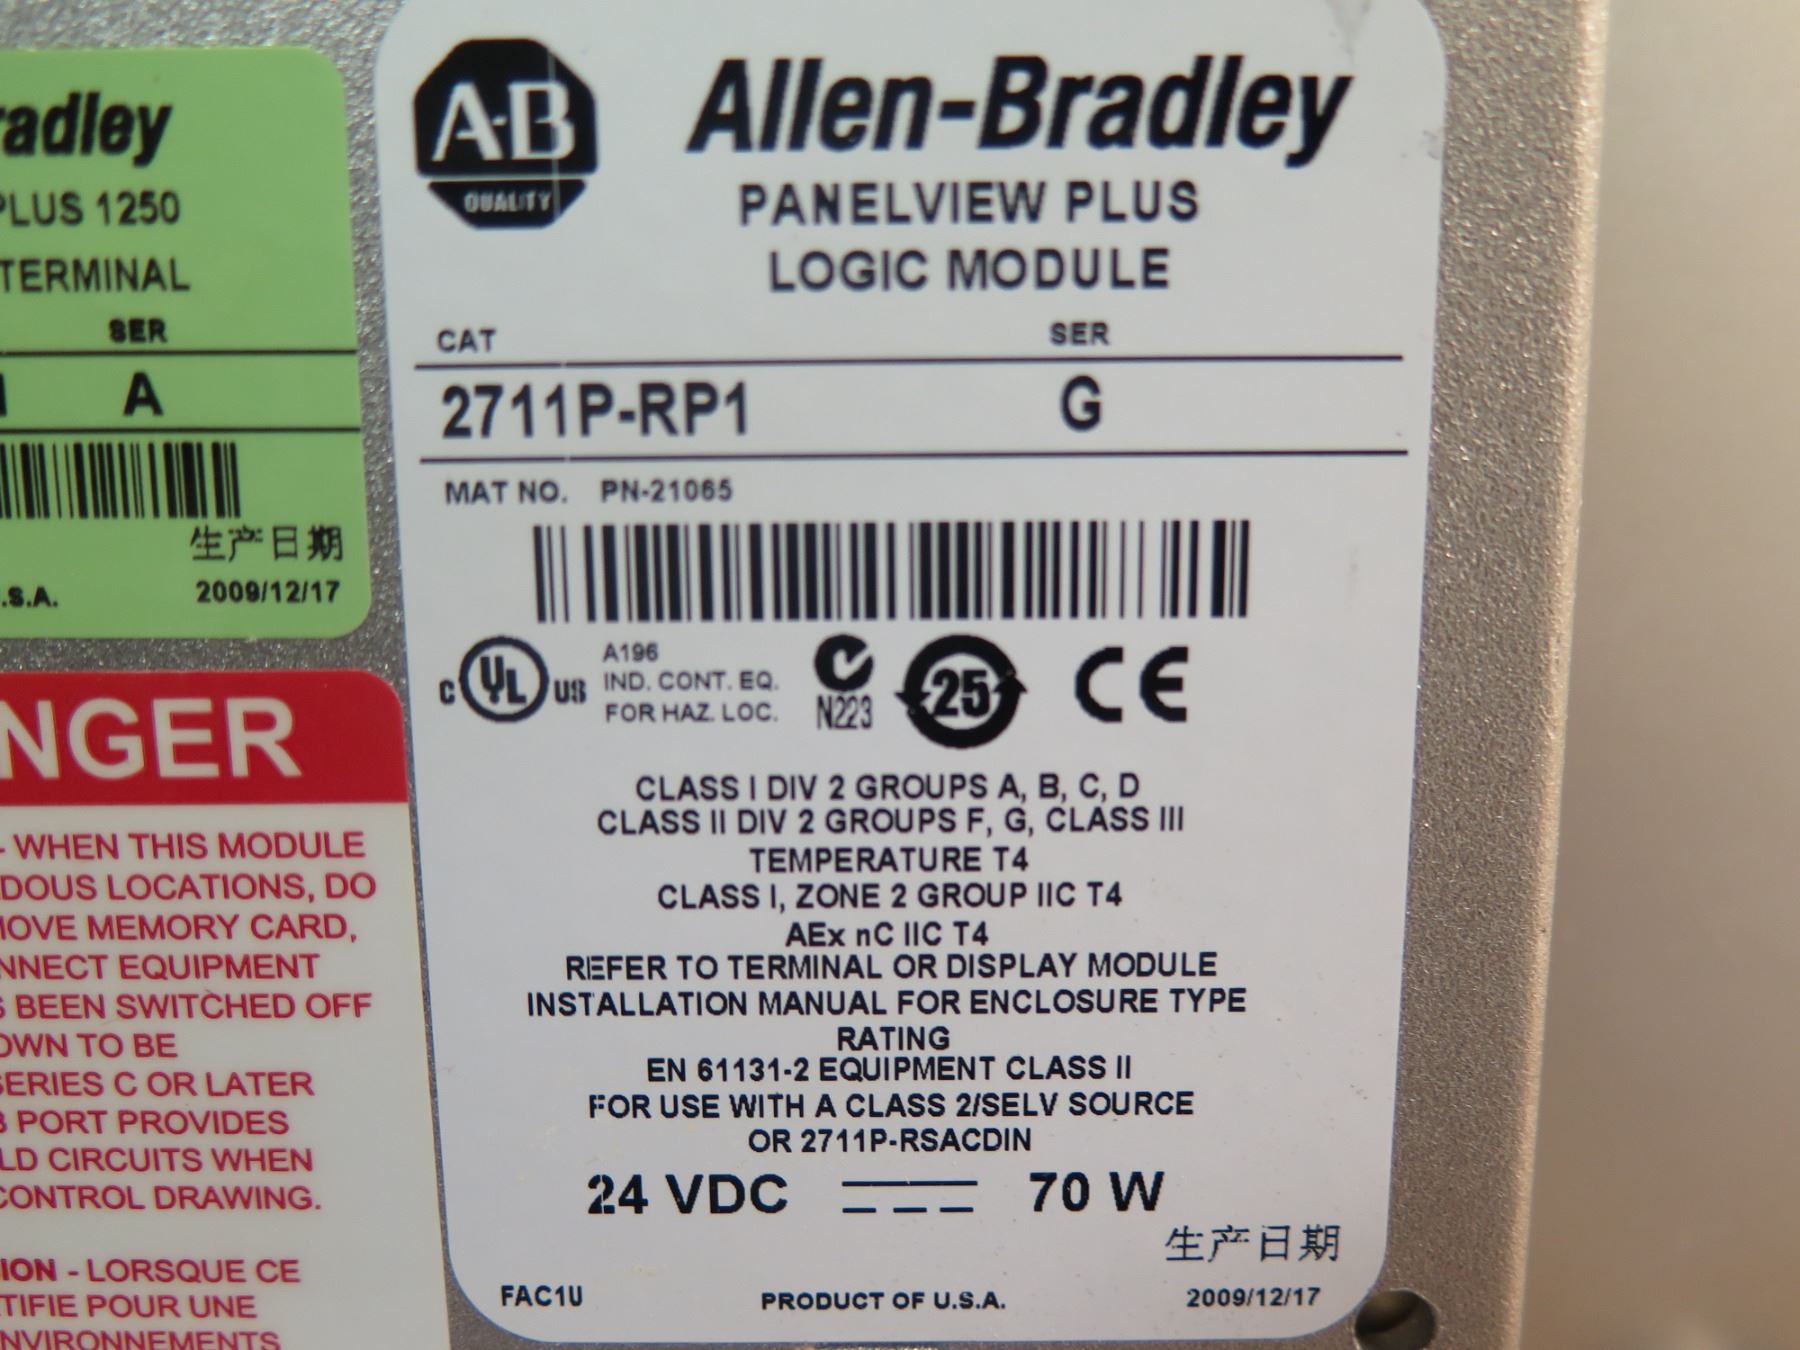 radley
PLUS 1250
TERMINAL
SER
A
生产日期
.S.A.
2009/12/17
NGER
- WHEN THIS MODULE
DOUS LOCATIONS, DO
MOVE MEMORY CARD,
NNECT EQUIPMENT
S BEEN SWITCHED OFF
OWN TO BE
SERIES C OR LATER
B PORT PROVIDES
LD CIRCUITS WHEN
CONTROL DRAWING.
ION - LORSQUE CE
TIFIE POUR UNE
NVIRONNEMENTS
A-B
QUALITY
Allen-Bradley
PANELVIEW PLUS
LOGIC MODULE
CAT SER
2711P-RP1 G
MAT NO. PN-21065
C UL US
A196
IND. CONT. EQ.
FOR HAZ. LOC.
N223
25
CE
CLASS I DIV 2 GROUPS A, B, C, D
CLASS II DIV 2 GROUPS F, G, CLASS III
TEMPERATURE T4
CLASS I, ZONE 2 GROUP IIC T4
AEx nC IIC T4
REFER TO TERMINAL OR DISPLAY MODULE
INSTALLATION MANUAL FOR ENCLOSURE TYPE
RATING
EN 61131-2 EQUIPMENT CLASS II
FOR USE WITH A CLASS 2/SELV SOURCE
OR 2711P-RSACDIN
24 VDC 70 W
生产日期
FAC1U PRODUCT OF U.S.A. 2009/12/17